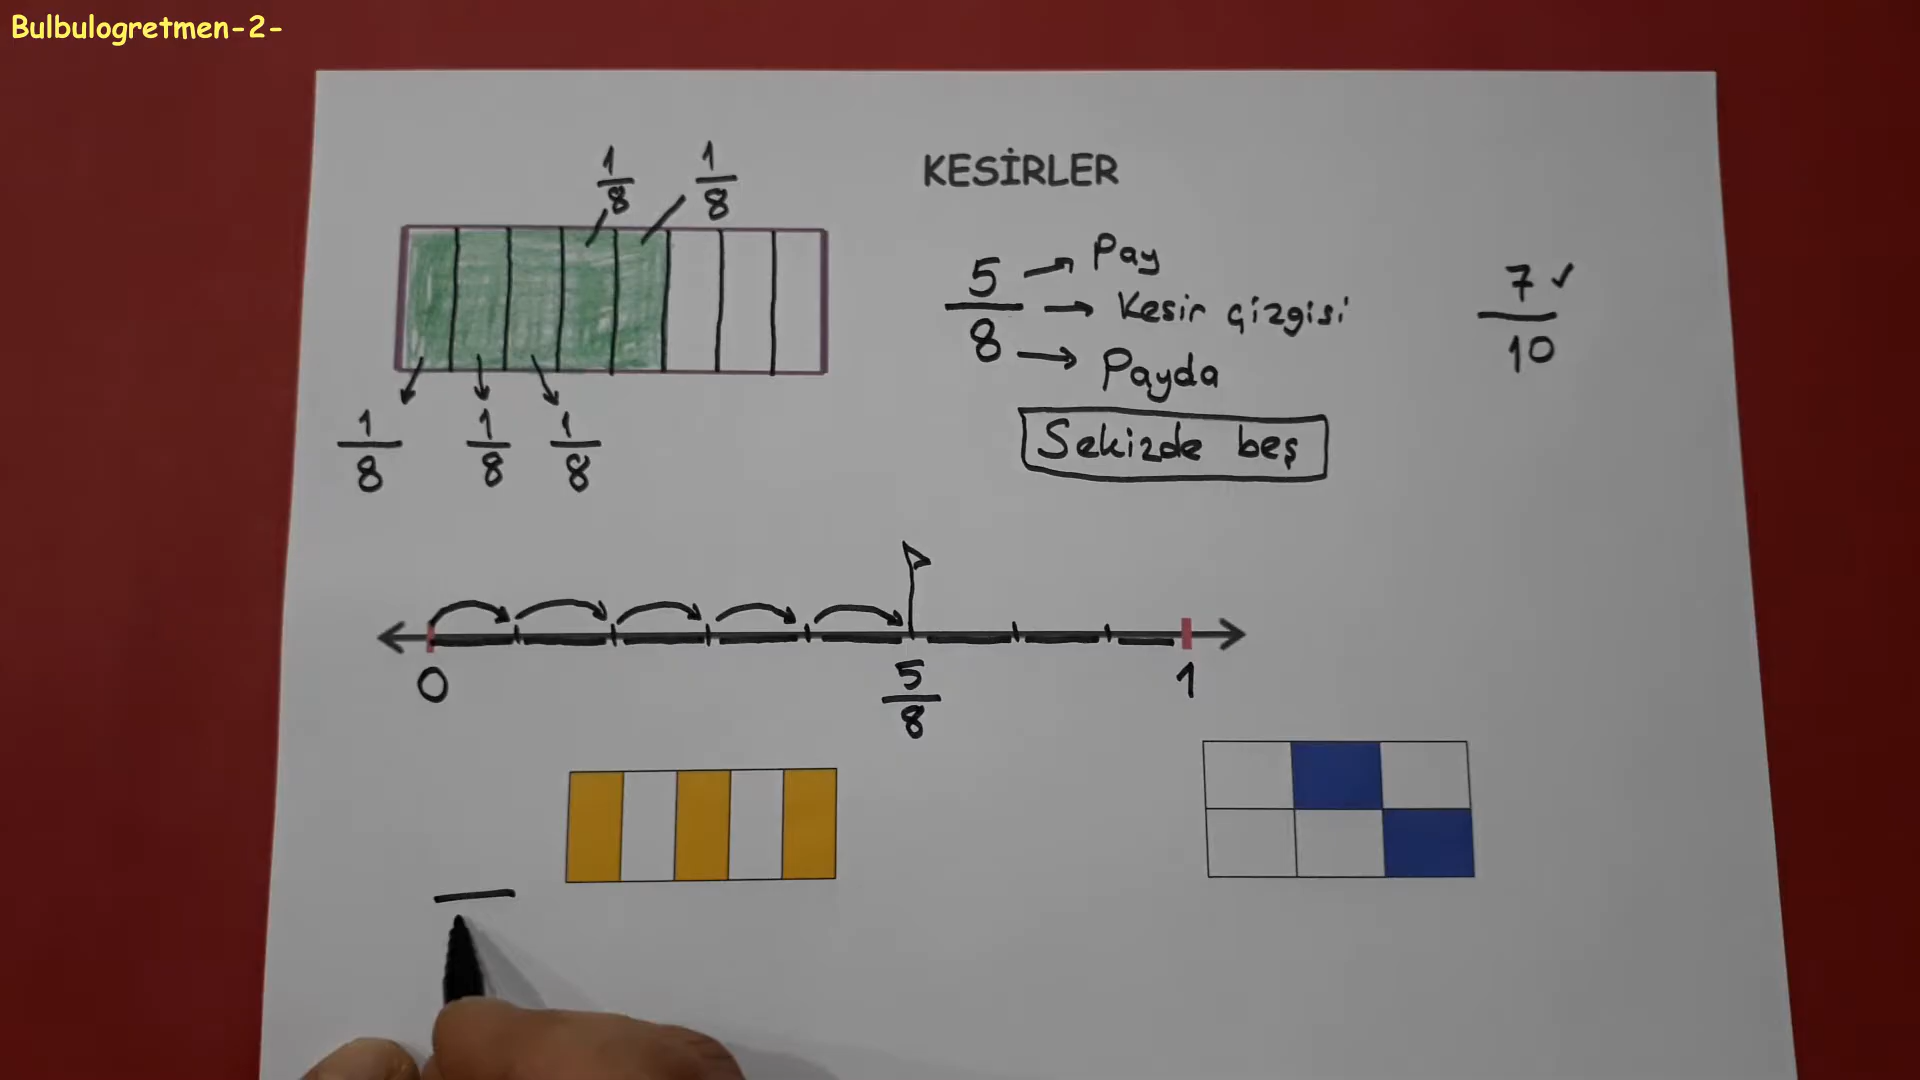 Bulbulogretmen-2-
KESİRLER
1/8 1/8
5/8
Pay
Kesir çizgisi
Payda
7/10
Sekizde beş
1/8 1/8 1/8
0 5/8 1